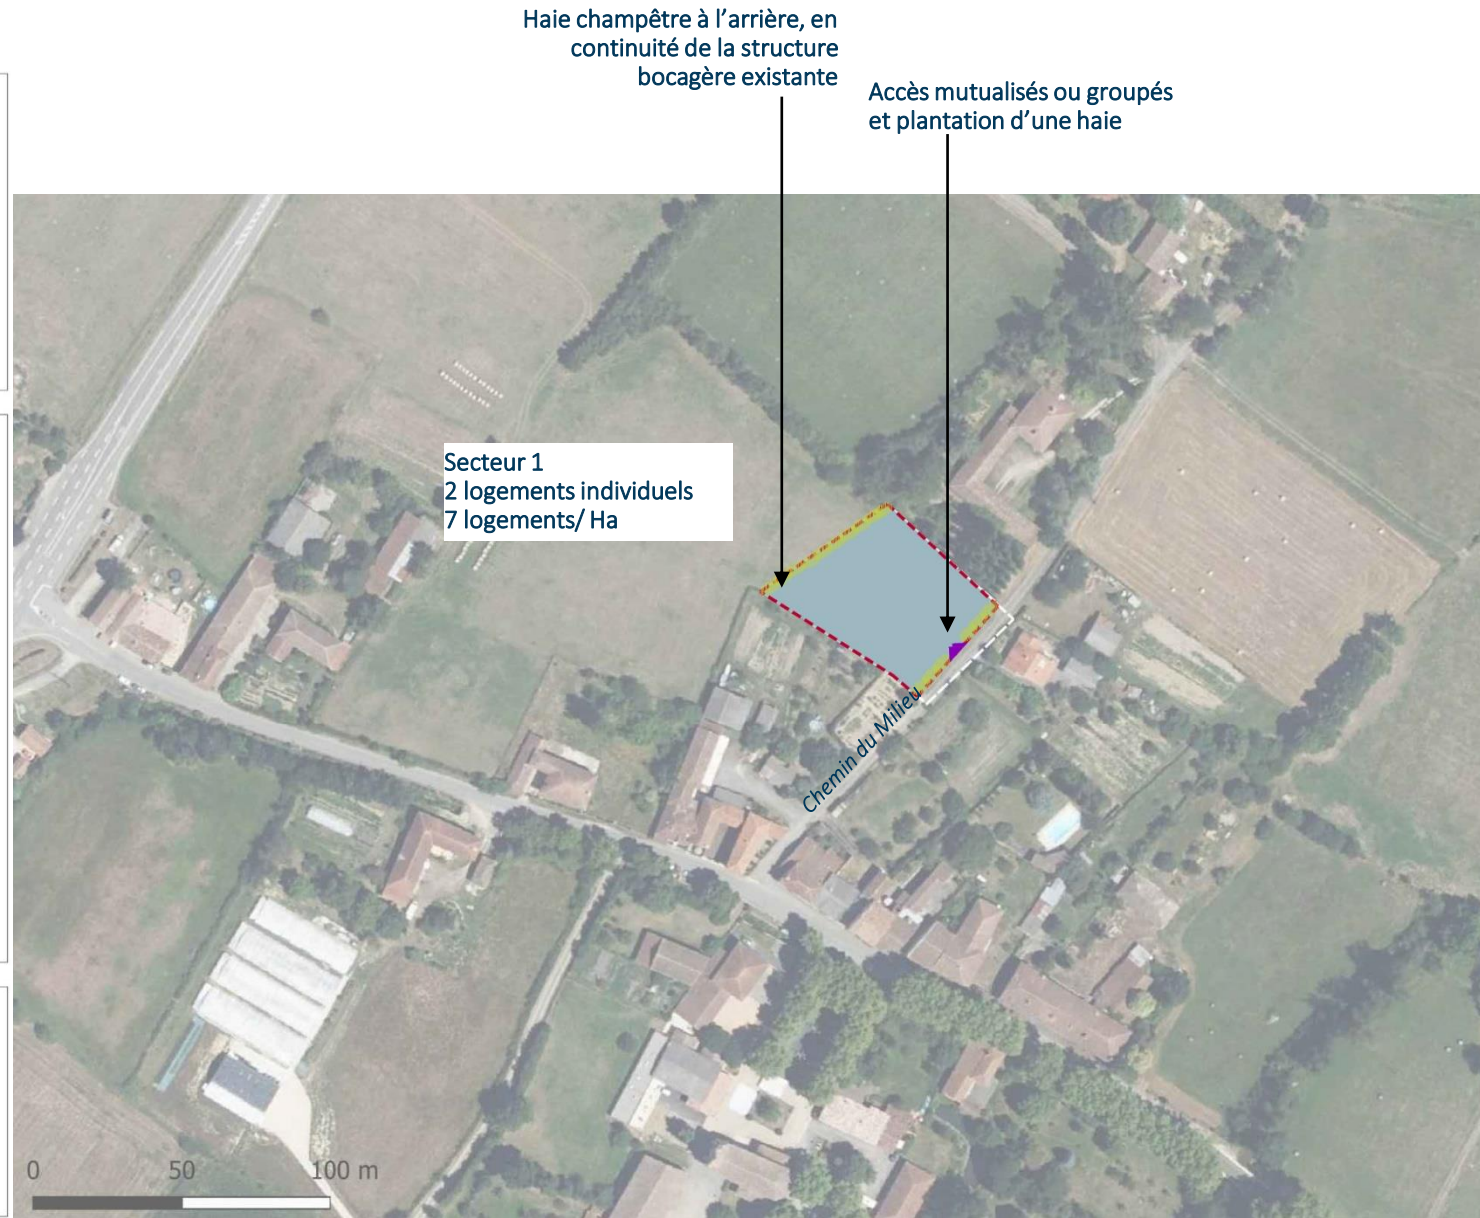 Haie champêtre à l’arrière, en
continuité de la structure
bocagère existante
Accès mutualisés ou groupés
et plantation d’une haie
Secteur 1
2 logements individuels
7 logements/ Ha
Chemin du Milieu
0 50 100 m